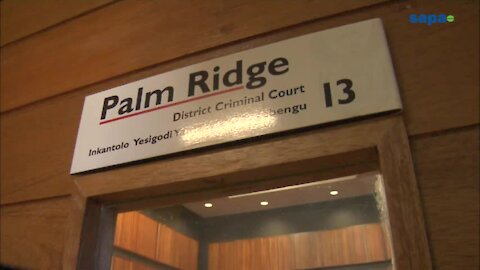 sapa
Palm Ridge
District Criminal Court
13
Inkantolo Yesigodi